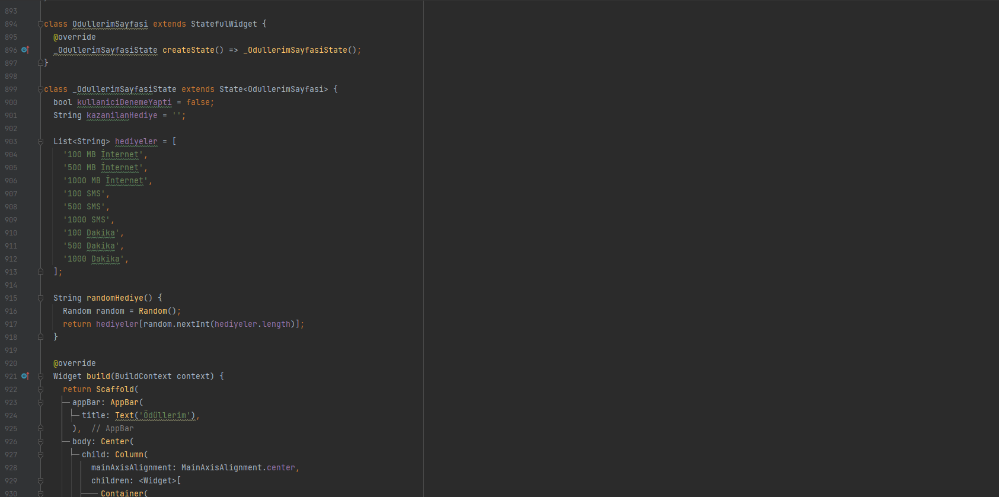 893
894 class OdullerimSayfasi extends StatefulWidget {
895 @override
896 _OdullerimSayfasiState createState() => _OdullerimSayfasiState();
897 }
898
899 class _OdullerimSayfasiState extends State<OdullerimSayfasi> {
900 bool kullaniciDenemeYapti = false;
901 String kazanilanHediye = '';
902
903 List<String> hediyeler = [
904 '100 MB İnternet',
905 '500 MB İnternet',
906 '1000 MB İnternet',
907 '100 SMS',
908 '500 SMS',
909 '1000 SMS',
910 '100 Dakika',
911 '500 Dakika',
912 '1000 Dakika',
913 ];
914
915 String randomHediye() {
916 Random random = Random();
917 return hediyeler[random.nextInt(hediyeler.length)];
918 }
919
920 @override
921 Widget build(BuildContext context) {
922 return Scaffold(
923 appBar: AppBar(
924 title: Text('Ödüllerim'),
925 ), // AppBar
926 body: Center(
927 child: Column(
928 mainAxisAlignment: MainAxisAlignment.center,
929 children: <Widget>[
930 Container(